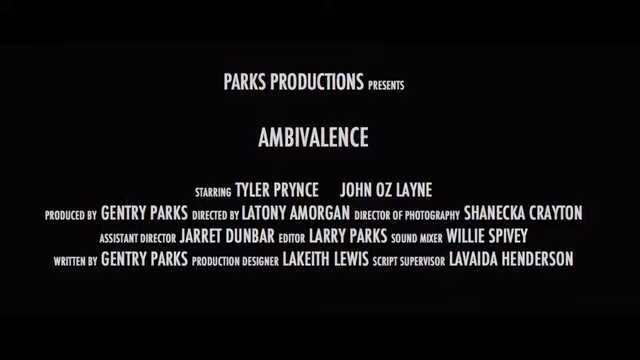 PARKS PRODUCTIONS PRESENTS
AMBIVALENCE
STARRING TYLER PRYNCE JOHN OZ LAYNE
PRODUCED BY GENTRY PARKS DIRECTED BY LATONY AMORGAN DIRECTOR OF PHOTOGRAPHY SHANECKA CRAYTON
ASSISTANT DIRECTOR JARRET DUNBAR EDITOR LARRY PARKS SOUND MIXER WILLIE SPIVEY
WRITTEN BY GENTRY PARKS PRODUCTION DESIGNER LAKEITH LEWIS SCRIPT SUPERVISOR LAVAIDA HENDERSON